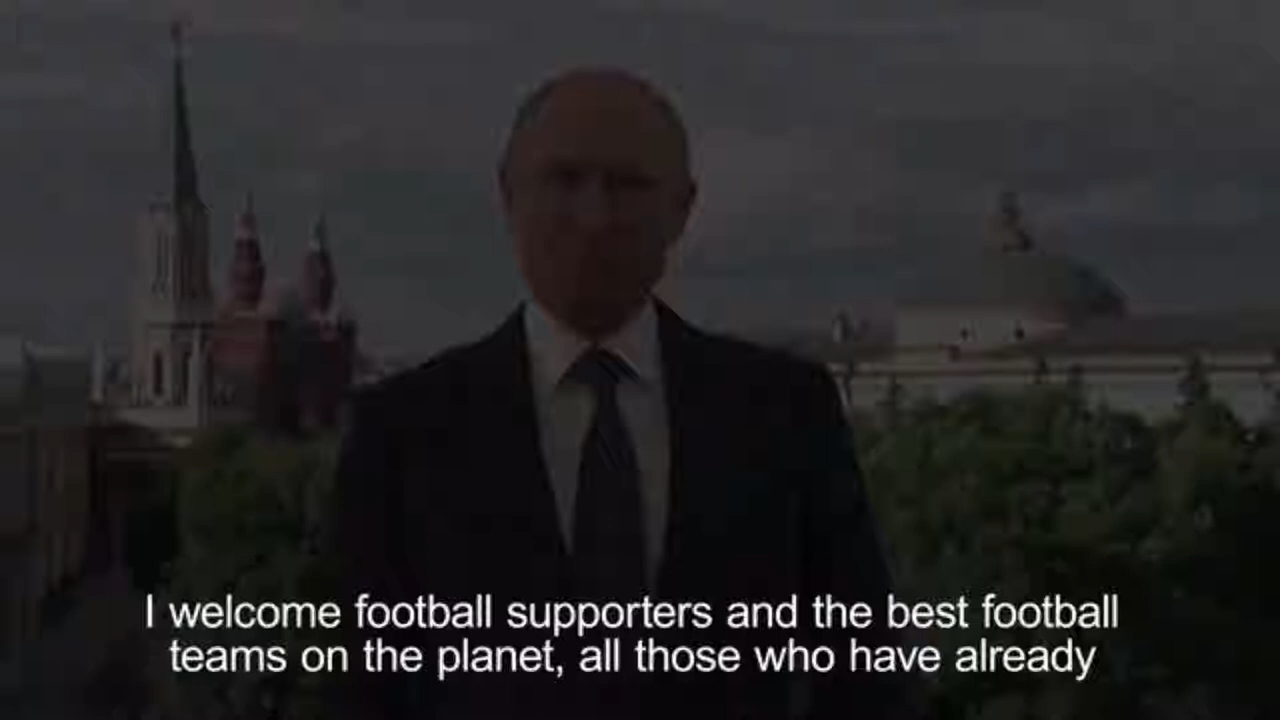 I welcome football supporters and the best football
teams on the planet, all those who have already